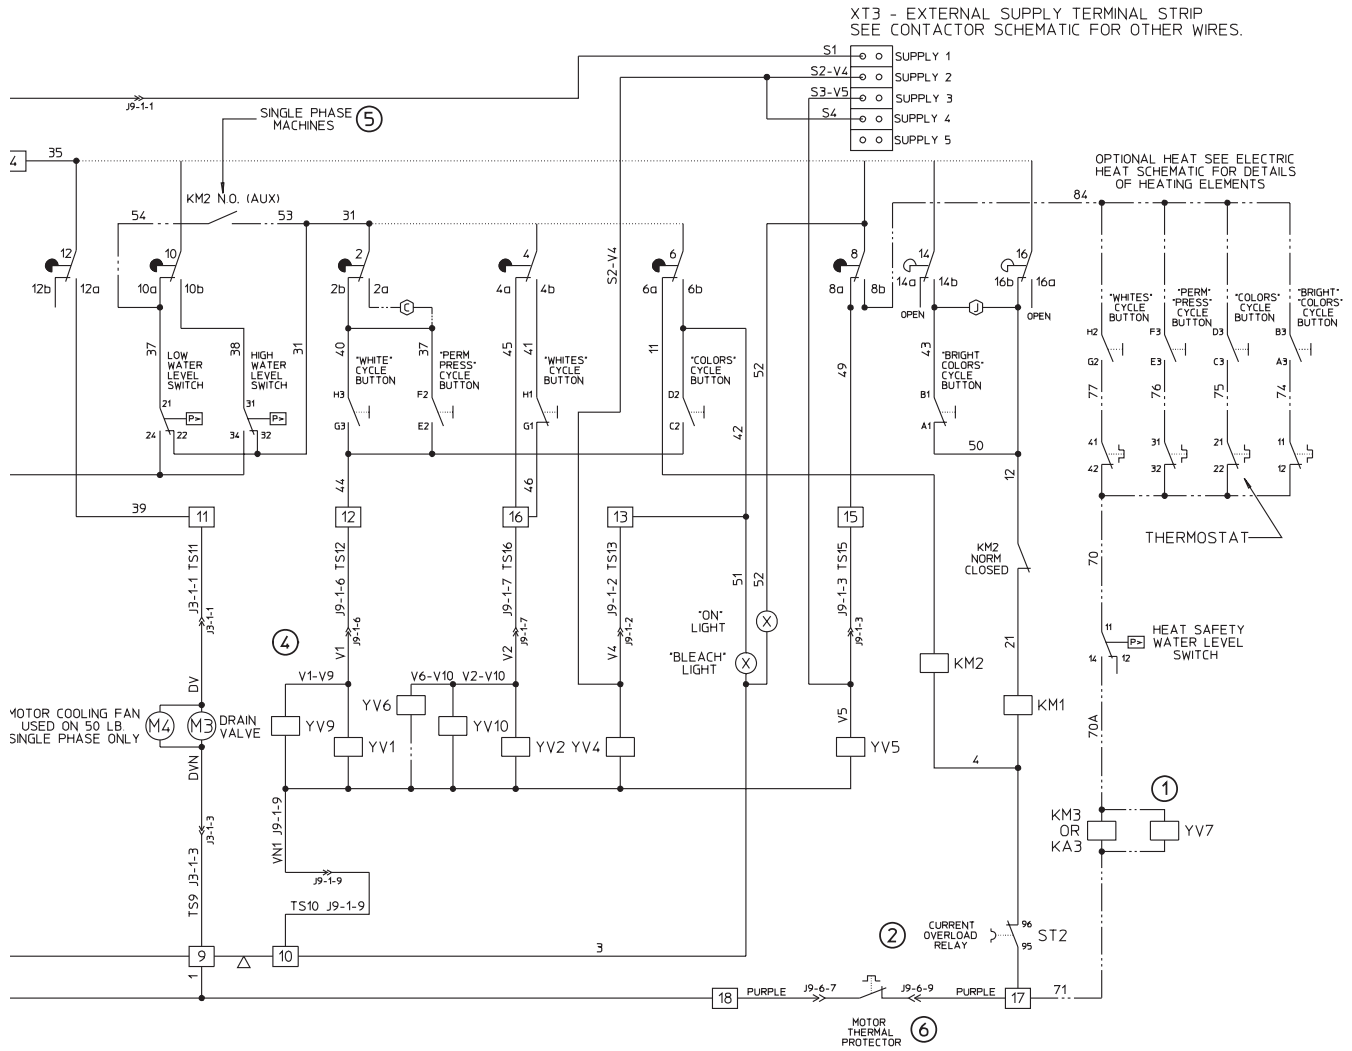 XT3 - EXTERNAL SUPPLY TERMINAL STRIP
SEE CONTACTOR SCHEMATIC FOR OTHER WIRES.
S1
SUPPLY 1
S2-V4
SUPPLY 2
S3-V5
SUPPLY 3
S4
SUPPLY 4
SUPPLY 5
J9-1-1
SINGLE PHASE
MACHINES
5
4
35
OPTIONAL HEAT SEE ELECTRIC
HEAT SCHEMATIC FOR DETAILS
OF HEATING ELEMENTS
84
KM2 N.O. (AUX)
54
53
31
S2-V4
12
10
2
4
6
8
14
16
12b
12a
10a
10b
2b
2a
4a
4b
6a
6b
8a
8b
14a
14b
16b
16a
OPEN
OPEN
C
J
37
LOW
WATER
LEVEL
SWITCH
38
HIGH
WATER
LEVEL
SWITCH
31
40
"WHITE"
CYCLE
BUTTON
37
"PERM
PRESS"
CYCLE
BUTTON
45
41
"WHITES"
CYCLE
BUTTON
11
"COLORS"
CYCLE
BUTTON
42
52
49
43
"BRIGHT
COLORS"
CYCLE
BUTTON
"WHITES"
CYCLE
BUTTON
"PERM
PRESS"
CYCLE
BUTTON
"COLORS"
CYCLE
BUTTON
"BRIGHT"
"COLORS"
CYCLE
BUTTON
H2
G2
F3
E3
D3
C3
B3
A3
77
76
75
74
21
P>
24
22
31
P>
34
32
H3
G3
F2
E2
H1
G1
D2
C2
B1
A1
50
12
41
42
31
32
21
22
11
12
THERMOSTAT
44
46
39
11
12
16
13
15
J3-1-1 TS11
J3-1-1
J9-1-6 TS12
J9-1-6
J9-1-7 TS16
J9-1-7
J9-1-2 TS13
J9-1-2
51
52
J9-1-3 TS15
J9-1-3
KM2
NORM
CLOSED
70
"ON"
LIGHT
X
"BLEACH"
LIGHT
X
4
21
11
P>
14
12
HEAT SAFETY
WATER LEVEL
SWITCH
DV
V1
V2
V4
V5
V1-V9
V6-V10
V2-V10
KM2
KM1
70A
MOTOR COOLING FAN
USED ON 50 LB.
SINGLE PHASE ONLY
M4
M3
DRAIN
VALVE
YV9
YV1
YV6
YV10
YV2
YV4
YV5
4
DVN
VN1 J9-1-9
J9-1-9
TS10 J9-1-9
TS9 J3-1-3
J3-1-3
KM3
OR
KA3
1
YV7
2
CURRENT
OVERLOAD
RELAY
96
95
ST2
9
10
3
1
18
PURPLE
J9-6-7
J9-6-9
PURPLE
17
71
MOTOR
THERMAL
PROTECTOR
6